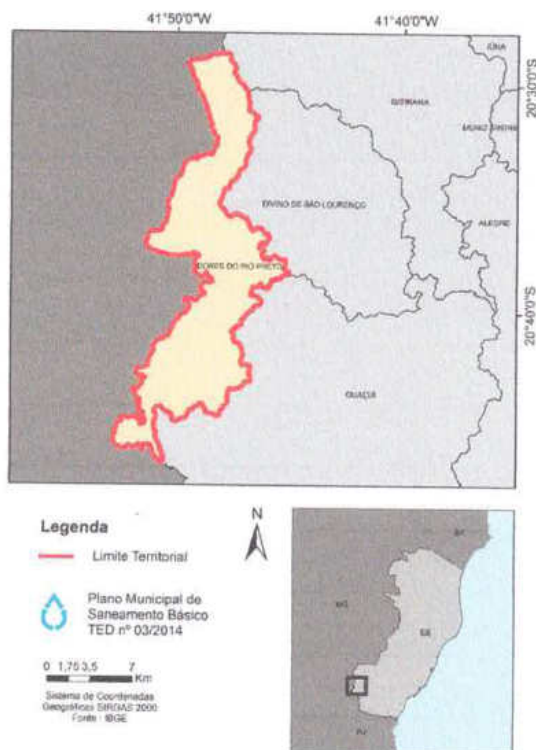 41°50'0"W
41°40'0"W
IÚNA
20°30'0"S
IBITIRAMA
MUNIZ FREIRE
DIVINO DE SÃO LOURENÇO
ALEGRE
DORES DO RIO PRETO
20°40'0"S
GUAÇUÍ
Legenda
Limite Territorial
Plano Municipal de
Saneamento Básico
TED nº 03/2014
0 1,75 3,5 7
Km
Sistema de Coordenadas
Geográficas SIRGAS 2000
Fonte : IBGE
N
BA
MG
ES
RJ